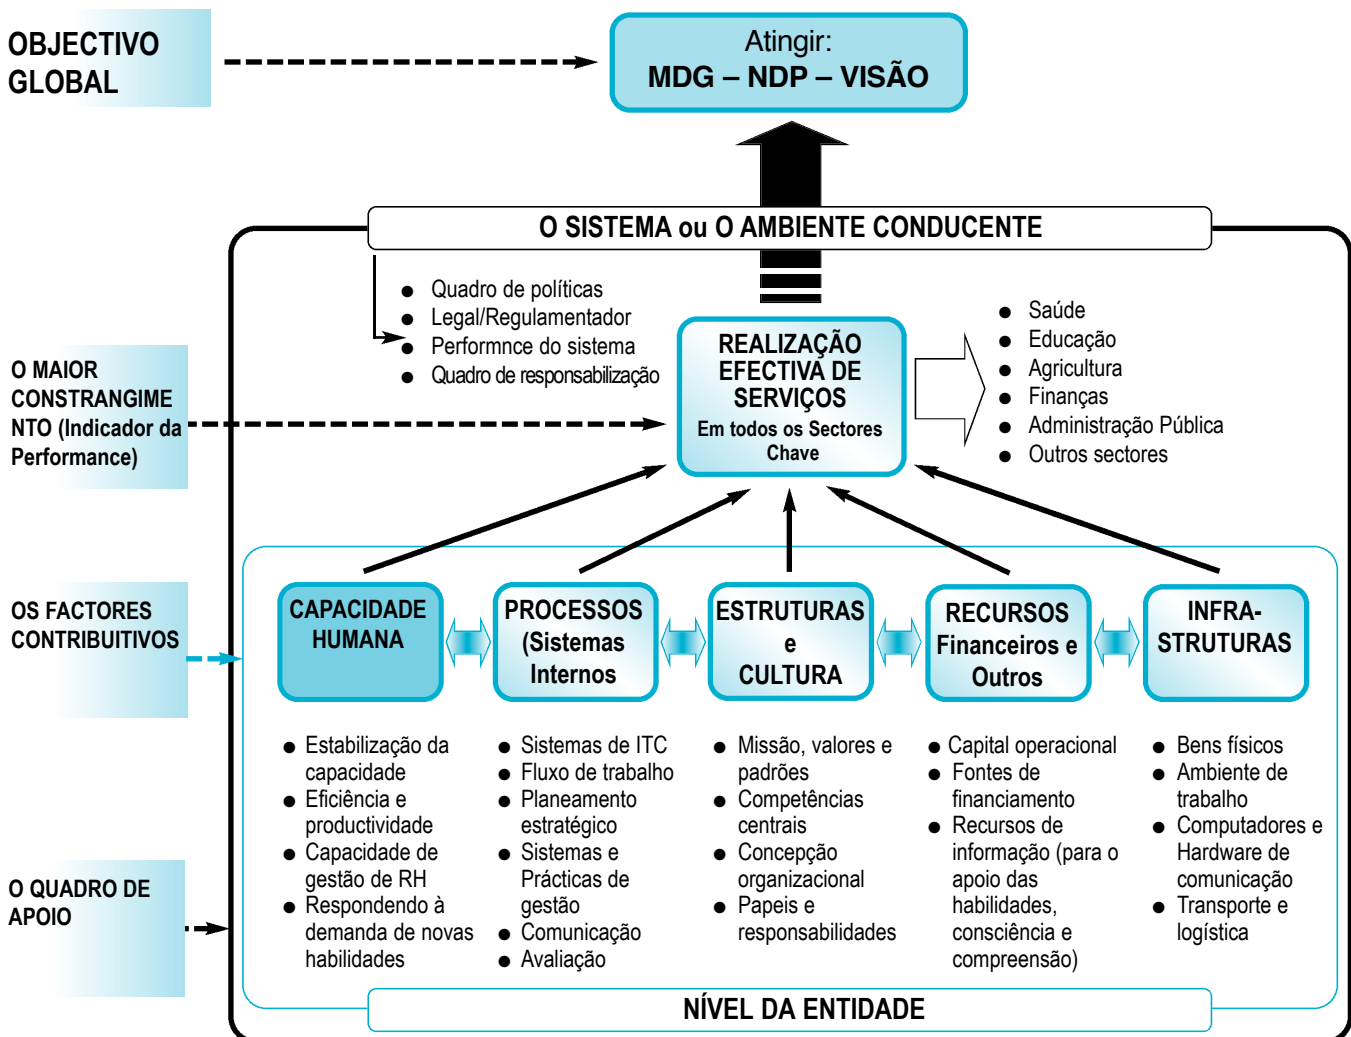 OBJECTIVO
GLOBAL
Atingir:
MDG – NDP – VISÃO
O SISTEMA ou O AMBIENTE CONDUCENTE
● Quadro de políticas
● Legal/Regulamentador
● Performnce do sistema
● Quadro de responsabilização
REALIZAÇÃO
EFECTIVA DE
SERVIÇOS
Em todos os Sectores
Chave
● Saúde
● Educação
● Agricultura
● Finanças
● Administração Pública
● Outros sectores
O MAIOR
CONSTRANGIME
NTO (Indicador da
Performance)
OS FACTORES
CONTRIBUITIVOS
CAPACIDADE
HUMANA
PROCESSOS
(Sistemas
Internos
ESTRUTURAS
e
CULTURA
RECURSOS
Financeiros e
Outros
INFRA-
STRUTURAS
● Estabilização da
capacidade
● Eficiência e
productividade
● Capacidade de
gestão de RH
● Respondendo à
demanda de novas
habilidades
● Sistemas de ITC
● Fluxo de trabalho
● Planeamento
estratégico
● Sistemas e
Prácticas de
gestão
● Comunicação
● Avaliação
● Missão, valores e
padrões
● Competências
centrais
● Concepção
organizacional
● Papeis e
responsabilidades
● Capital operacional
● Fontes de
financiamento
● Recursos de
informação (para o
apoio das
habilidades,
consciência e
compreensão)
● Bens físicos
● Ambiente de
trabalho
● Computadores e
Hardware de
comunicação
● Transporte e
logística
O QUADRO DE
APOIO
NÍVEL DA ENTIDADE